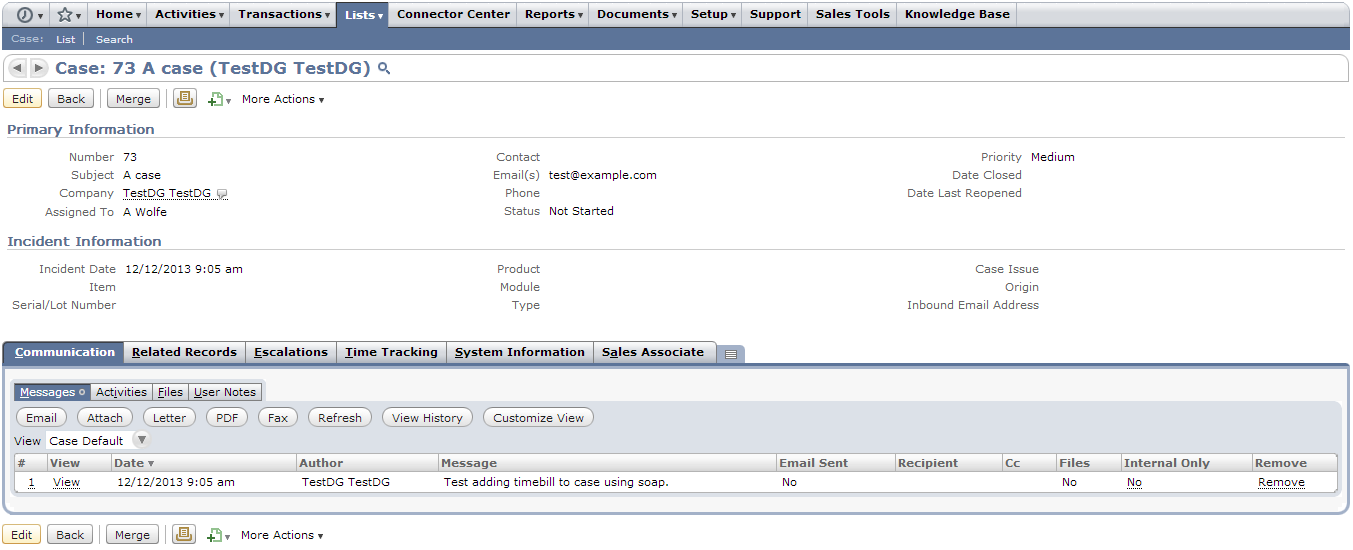 Home Activities Transactions Lists Connector Center Reports Documents Setup Support Sales Tools Knowledge Base
Case: List Search
Case: 73 A case (TestDG TestDG)
Edit Back Merge More Actions
Primary Information
Number 73 Contact Priority Medium
Subject A case Email(s) test@example.com Date Closed
Company TestDG TestDG Phone Date Last Reopened
Assigned To A Wolfe Status Not Started
Incident Information
Incident Date 12/12/2013 9:05 am Product Case Issue
Item Module Origin
Serial/Lot Number Type Inbound Email Address
Communication Related Records Escalations Time Tracking System Information Sales Associate
Messages Activities Files User Notes
Email Attach Letter PDF Fax Refresh View History Customize View
View Case Default
# View Date Author Message Email Sent Recipient Cc Files Internal Only Remove
1 View 12/12/2013 9:05 am TestDG TestDG Test adding timebill to case using soap. No No No Remove
Edit Back Merge More Actions